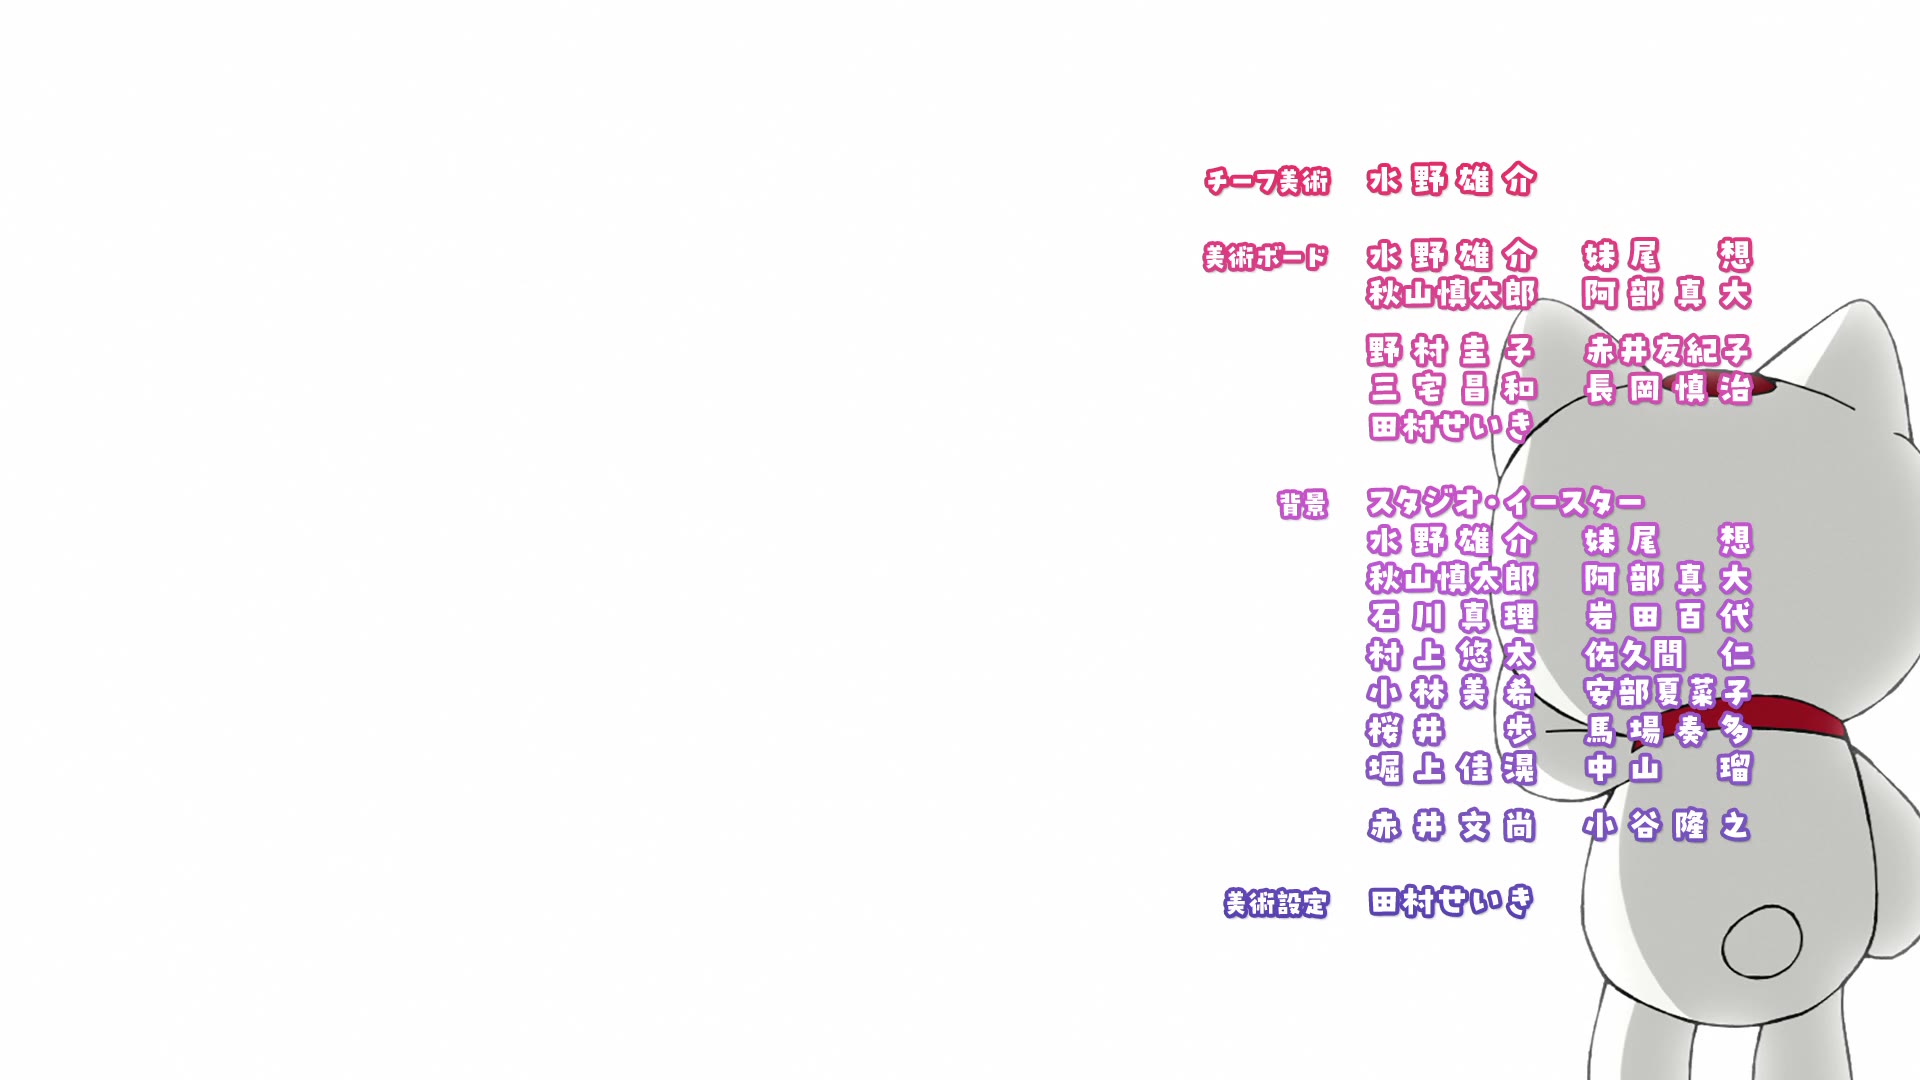 チーフ美術 水野雄介
美術ボード 水野雄介 妹尾 想
秋山慎太郎 阿部真大
野村圭子 赤井友紀子
三宅昌和 長岡慎治
田村せいき
背景 スタジオ・イースター
水野雄介 妹尾 想
秋山慎太郎 阿部真大
石川真理 岩田百代
村上悠太 佐久間 仁
小林美希 安部夏菜子
桜井 歩 馬場奏多
堀上佳滉 中山 瑠
赤井文尚 小谷隆之
美術設定 田村せいき